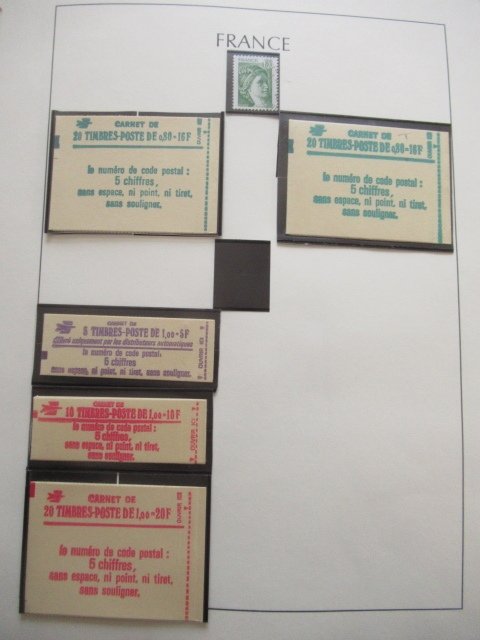 FRANCE
CARNET DE
20 TIMBRES-POSTE DE 0,80=16F
le numéro de code postal :
5 chiffres,
sans espace, ni point, ni tiret,
sans souligner.
CARNET DE
20 TIMBRES-POSTE DE 0,80=16F
le numéro de code postal :
5 chiffres,
sans espace, ni point, ni tiret,
sans souligner.
CARNET DE
5 TIMBRES-POSTE DE 1,00=5F
délivré uniquement par les distributeurs automatiques
le numéro de code postal:
5 chiffres
sans espace, ni point, ni tiret, sans souligner.
CARNET DE
10 TIMBRES-POSTE DE 1,00=10F
le numéro de code postal:
5 chiffres,
sans espace, ni point, ni tiret,
sans souligner.
CARNET DE
20 TIMBRES-POSTE DE 1,00=20F
le numéro de code postal :
5 chiffres,
sans espace, ni point, ni tiret,
sans souligner.